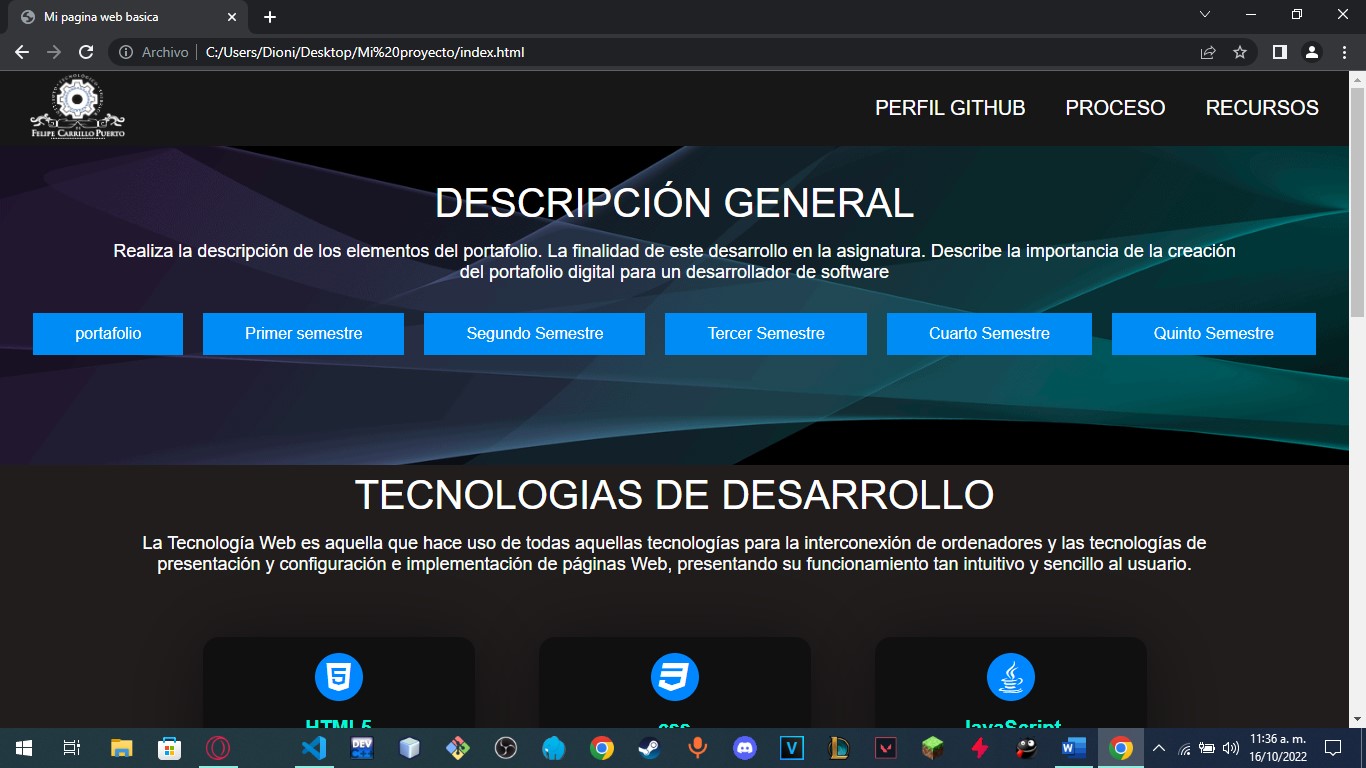 Mi pagina web basica
Archivo
C:/Users/Dioni/Desktop/Mi%20proyecto/index.html
FELIPE CARRILLO PUERTO
PERFIL GITHUB
PROCESO
RECURSOS
DESCRIPCIÓN GENERAL
Realiza la descripción de los elementos del portafolio. La finalidad de este desarrollo en la asignatura. Describe la importancia de la creación
del portafolio digital para un desarrollador de software
portafolio
Primer semestre
Segundo Semestre
Tercer Semestre
Cuarto Semestre
Quinto Semestre
TECNOLOGIAS DE DESARROLLO
La Tecnología Web es aquella que hace uso de todas aquellas tecnologías para la interconexión de ordenadores y las tecnologías de
presentación y configuración e implementación de páginas Web, presentando su funcionamiento tan intuitivo y sencillo al usuario.
HTML5
css
JavaScript
DEV
11:36 a. m.
16/10/2022